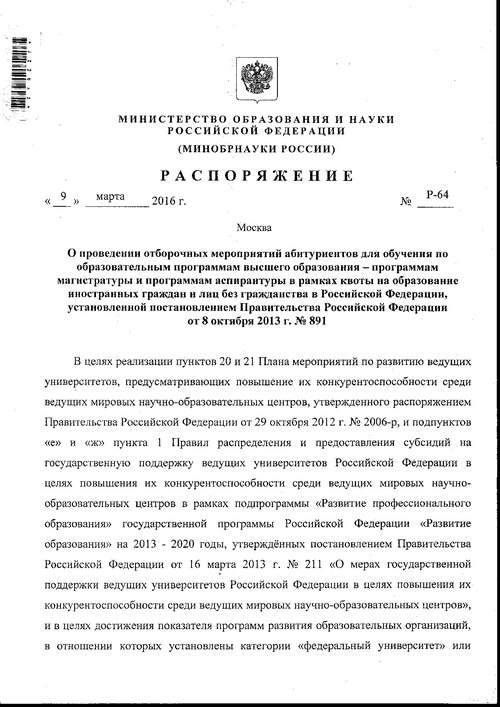 МИНИСТЕРСТВО ОБРАЗОВАНИЯ И НАУКИ
РОССИЙСКОЙ ФЕДЕРАЦИИ
(МИНОБРНАУКИ РОССИИ)
РАСПОРЯЖЕНИЕ
« 9 » марта 2016 г. № Р-64
Москва
О проведении отборочных мероприятий абитуриентов для обучения по
образовательным программам высшего образования – программам
магистратуры и программам аспирантуры в рамках квоты на образование
иностранных граждан и лиц без гражданства в Российской Федерации,
установленной постановлением Правительства Российской Федерации
от 8 октября 2013 г. № 891
В целях реализации пунктов 20 и 21 Плана мероприятий по развитию ведущих
университетов, предусматривающих повышение их конкурентоспособности среди
ведущих мировых научно-образовательных центров, утвержденного распоряжением
Правительства Российской Федерации от 29 октября 2012 г. № 2006-р, и подпунктов
«е» и «ж» пункта 1 Правил распределения и предоставления субсидий на
государственную поддержку ведущих университетов Российской Федерации в
целях повышения их конкурентоспособности среди ведущих мировых научно-
образовательных центров в рамках подпрограммы «Развитие профессионального
образования» государственной программы Российской Федерации «Развитие
образования» на 2013 - 2020 годы, утверждённых постановлением Правительства
Российской Федерации от 16 марта 2013 г. № 211 «О мерах государственной
поддержки ведущих университетов Российской Федерации в целях повышения их
конкурентоспособности среди ведущих мировых научно-образовательных центров»,
и в целях достижения показателя программ развития образовательных организаций,
в отношении которых установлены категории «федеральный университет» или